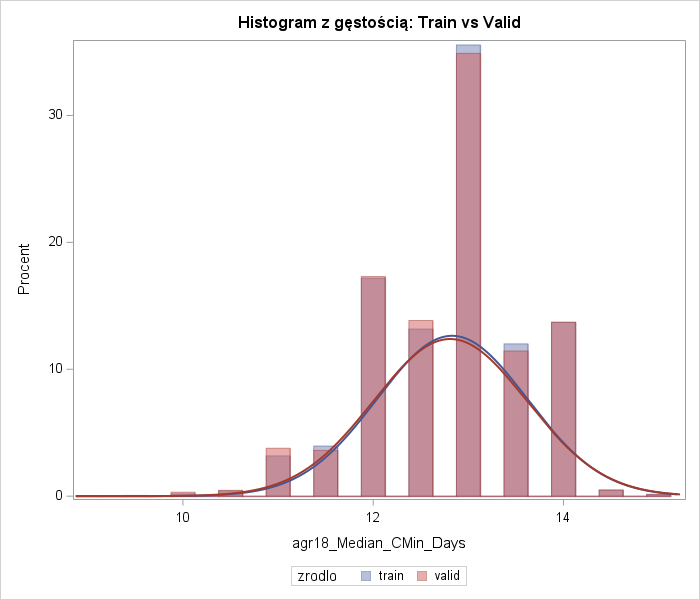 Histogram z gęstością: Train vs Valid
30
20
10
0
Procent
10 12 14
agr18_Median_CMin_Days
zrodlo train valid